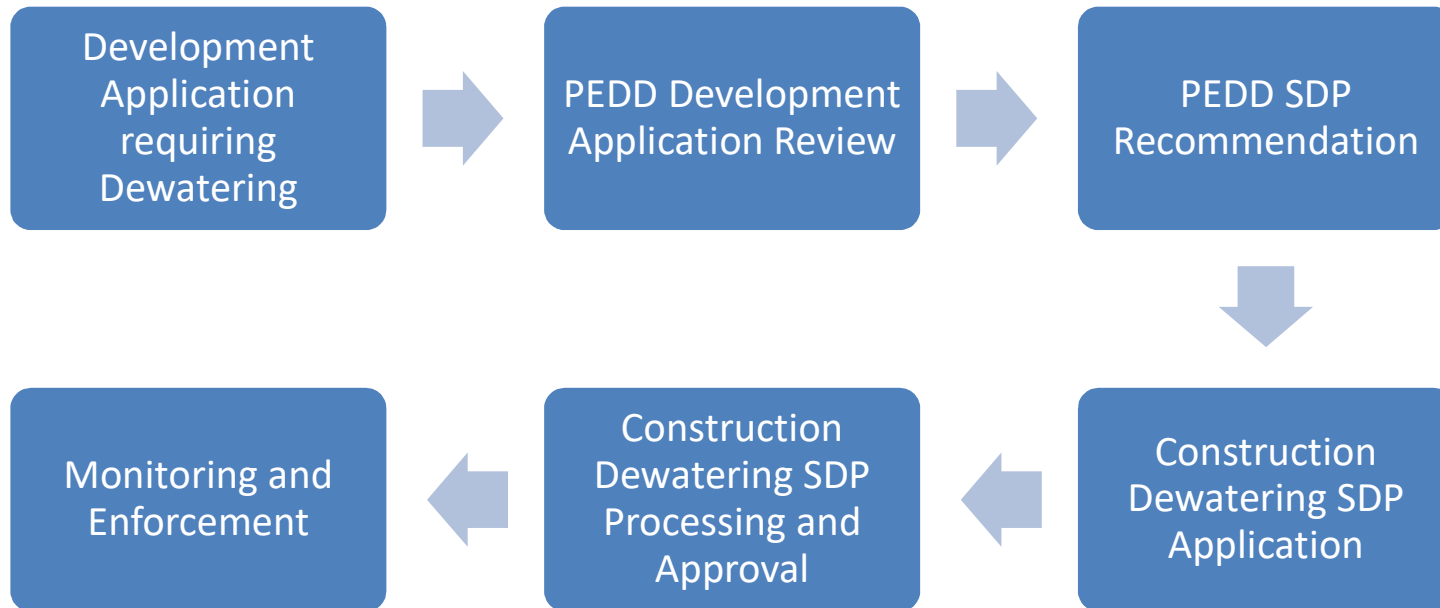 Development
Application
requiring
Dewatering
PEDD Development
Application Review
PEDD SDP
Recommendation
Construction
Dewatering SDP
Application
Construction
Dewatering SDP
Processing and
Approval
Monitoring and
Enforcement